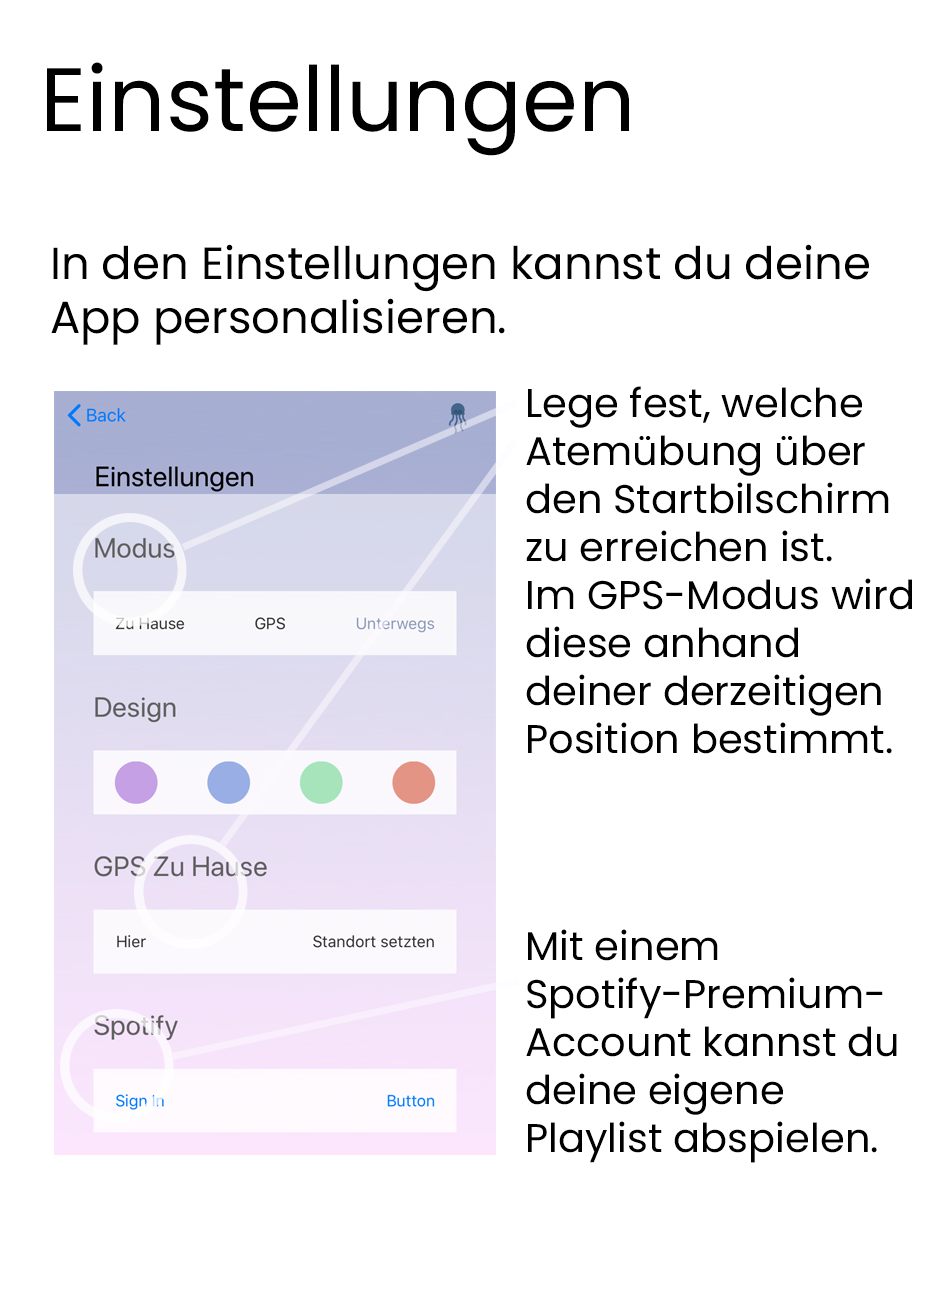 Einstellungen
In den Einstellungen kannst du deine
App personalisieren.
Back
Einstellungen
Modus
Zu Hause GPS Unterwegs
Design
GPS Zu Hause
Hier Standort setzten
Spotify
Sign In Button
Lege fest, welche
Atemübung über
den Startbilschirm
zu erreichen ist.
Im GPS-Modus wird
diese anhand
deiner derzeitigen
Position bestimmt.
Mit einem
Spotify-Premium-
Account kannst du
deine eigene
Playlist abspielen.